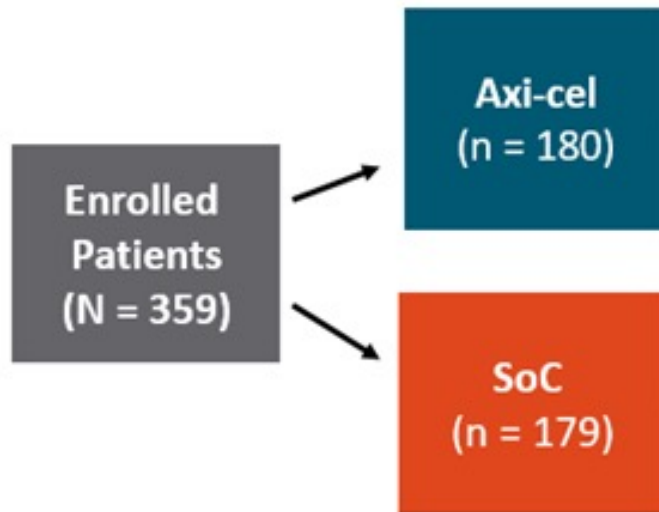 Enrolled
Patients
(N = 359)
Axi-cel
(n = 180)
SoC
(n = 179)